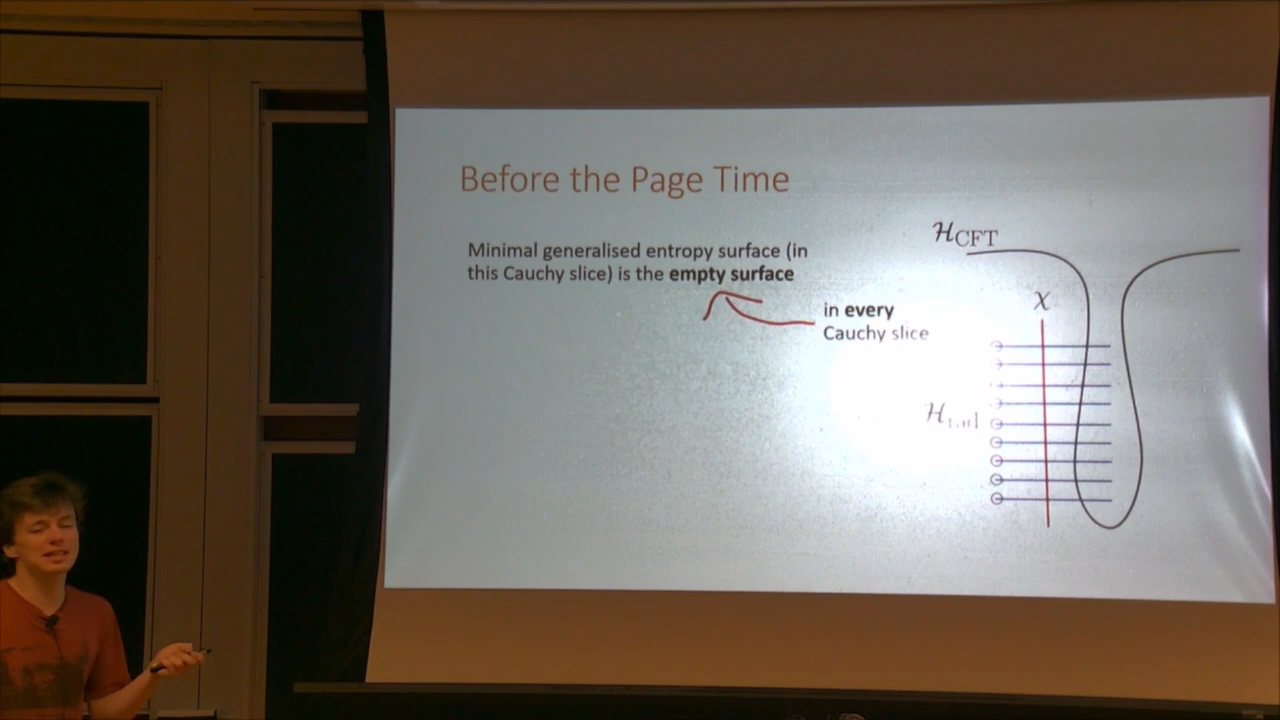 Before the Page Time
Minimal generalised entropy surface (in
this Cauchy slice) is the empty surface
in every
Cauchy slice
ℋCFT
χ